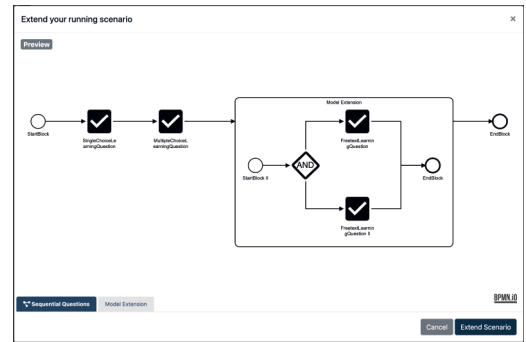 Extend your running scenario
×
Preview
Model Extension
StartBlock
SingleChoiceLe
arningQuestion
MultipleChoiceL
earningQuestion
FreetextLearnin
gQuestion
EndBlock
StartBlock II
AND
EndBlock
FreetextLearnin
gQuestion II
BPMN.iO
Sequential Questions
Model Extension
Cancel
Extend Scenario